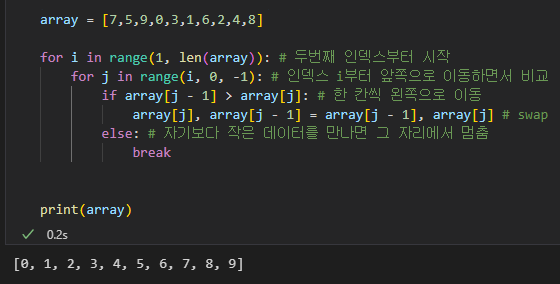 array = [7,5,9,0,3,1,6,2,4,8]
for i in range(1, len(array)): # 두번째 인덱스부터 시작
for j in range(i, 0, -1): # 인덱스 i부터 앞쪽으로 이동하면서 비교
if array[j - 1] > array[j]: # 한 칸씩 왼쪽으로 이동
array[j], array[j - 1] = array[j - 1], array[j] # swap
else: # 자기보다 작은 데이터를 만나면 그 자리에서 멈춤
break
print(array)
✓ 0.2s
[0, 1, 2, 3, 4, 5, 6, 7, 8, 9]